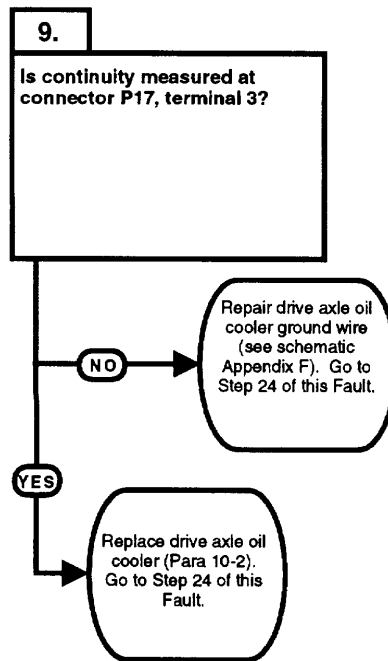 9.
Is continuity measured at
connector P17, terminal 3?
Repair drive axle oil
cooler ground wire
(see schematic
Appendix F). Go to
Step 24 of this Fault.
NO
YES
Replace drive axle oil
cooler (Para 10-2).
Go to Step 24 of this
Fault.